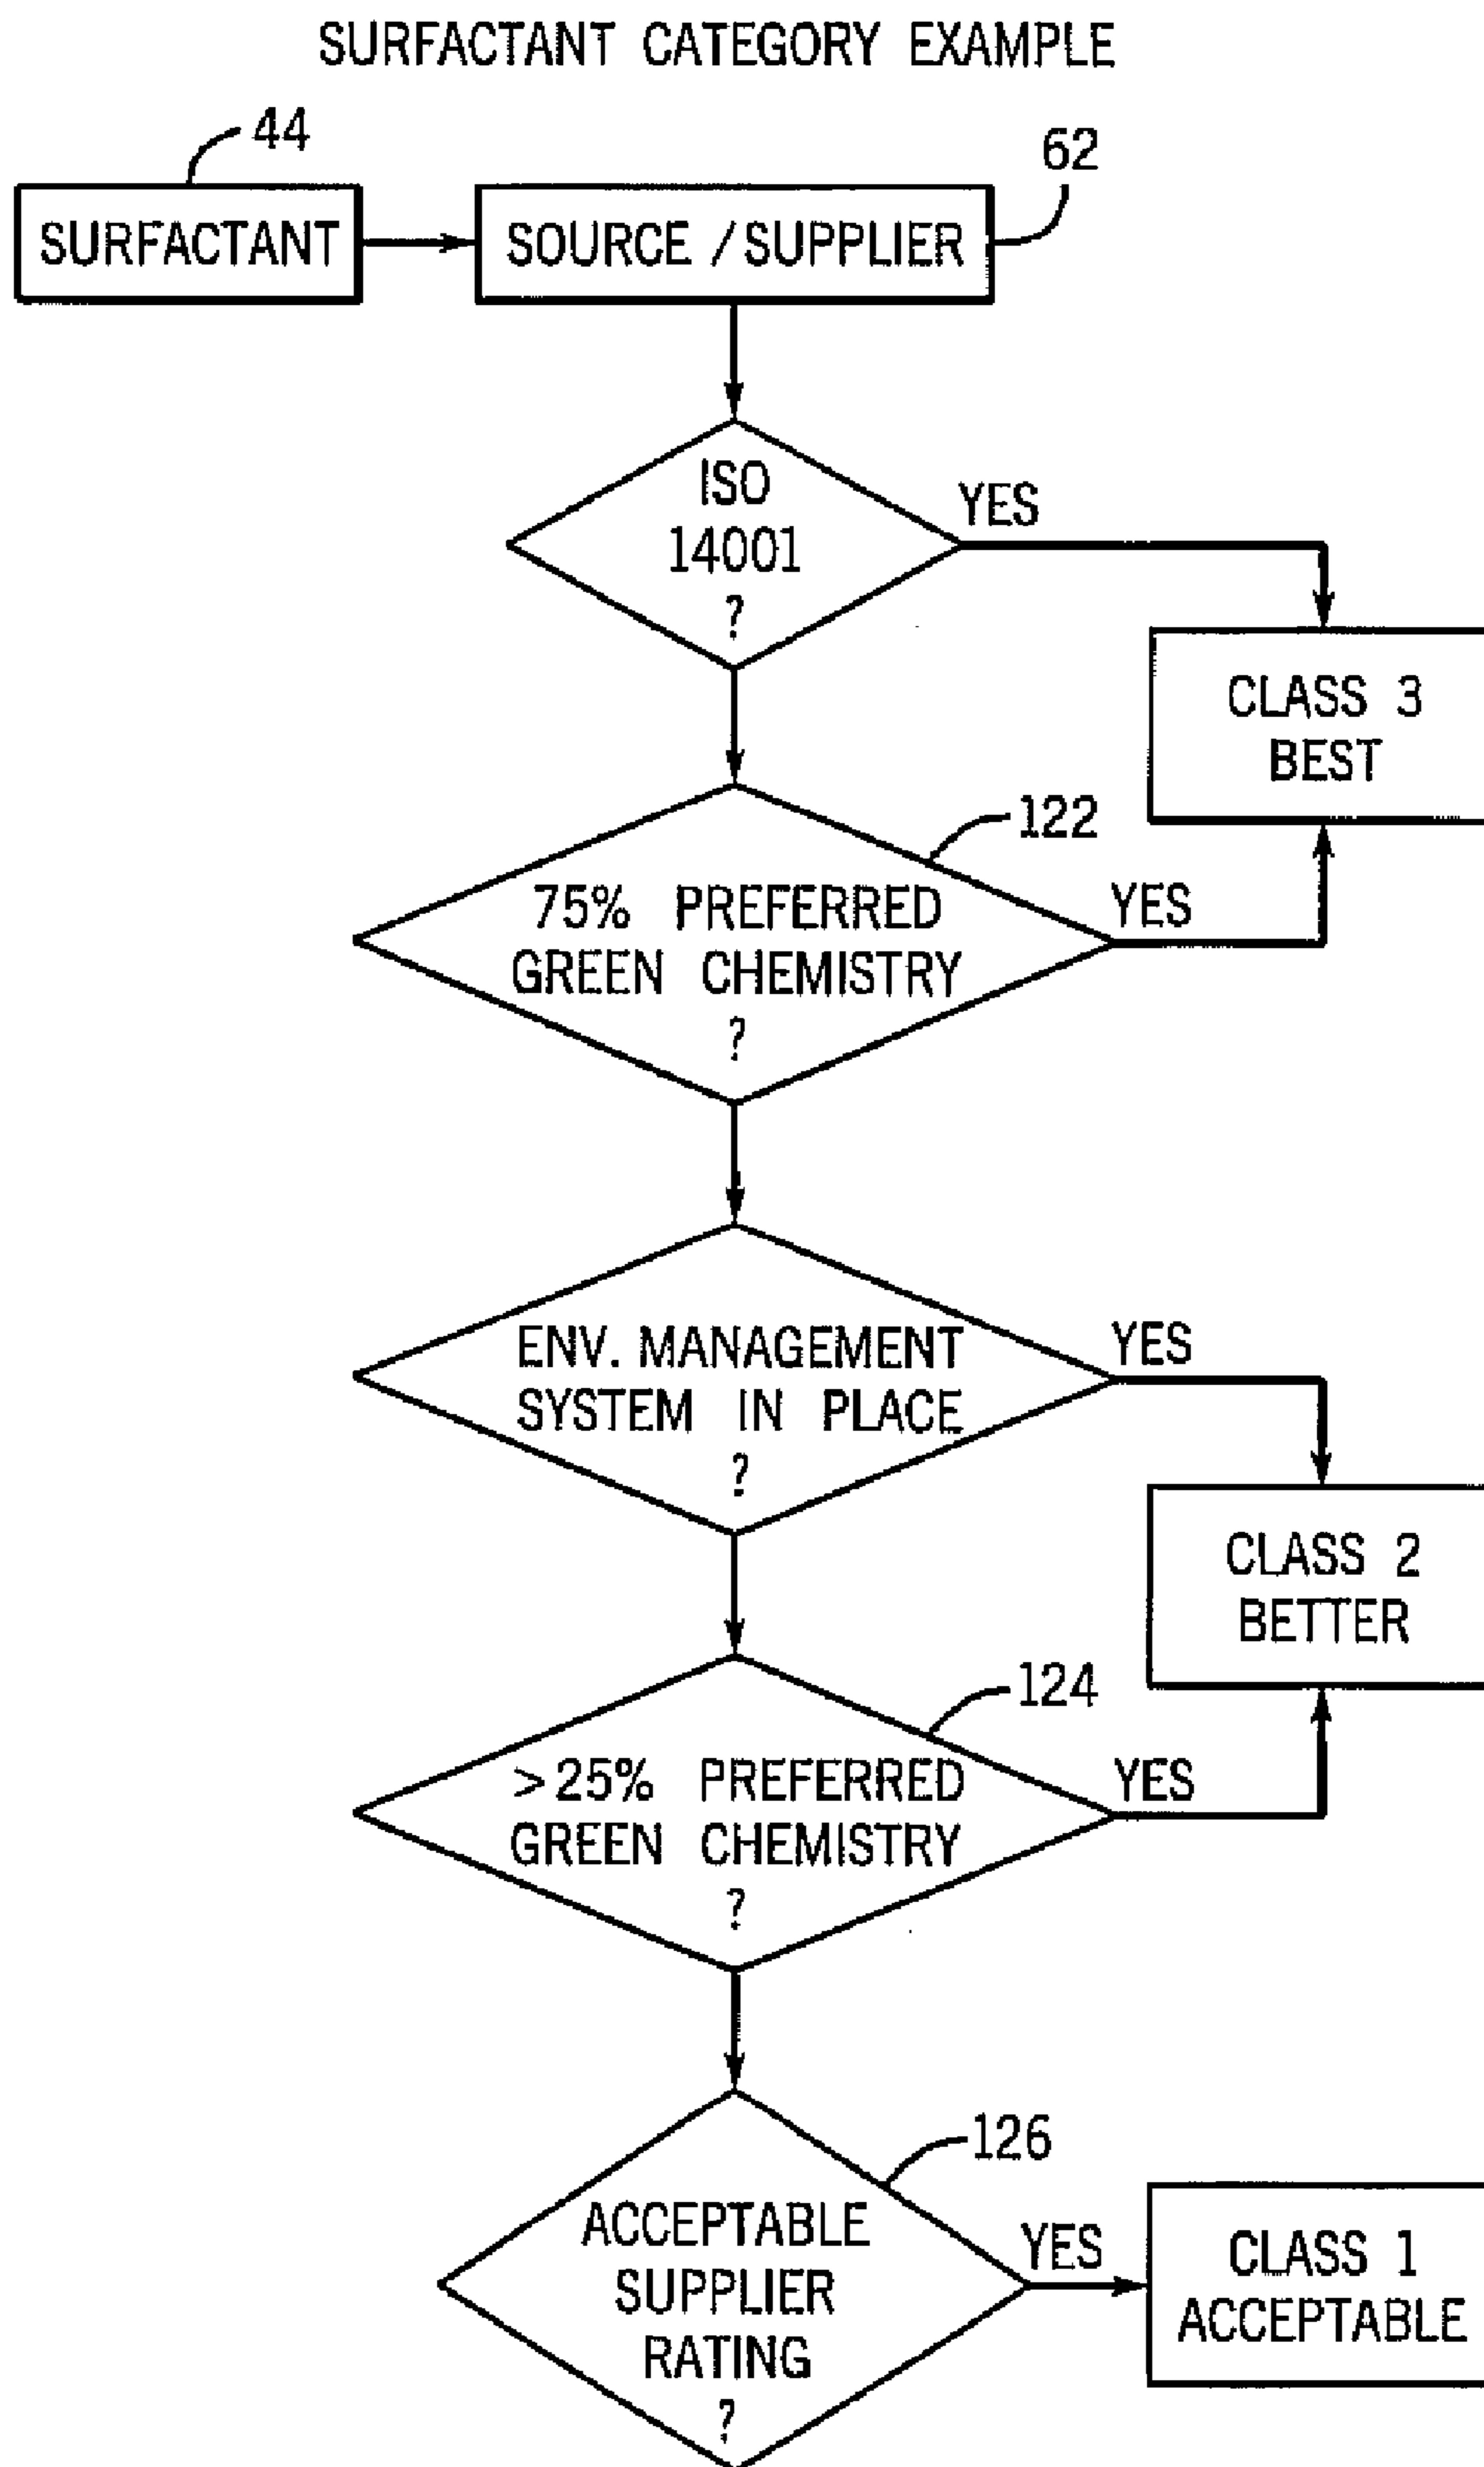 SURFACTANT CATEGORY EXAMPLE
44
62
SURFACTANT
SOURCE / SUPPLIER
ISO
14001
?
YES
CLASS 3
BEST
122
75% PREFERRED
GREEN CHEMISTRY
?
YES
ENV. MANAGEMENT
SYSTEM IN PLACE
?
YES
CLASS 2
BETTER
124
>25% PREFERRED
GREEN CHEMISTRY
?
YES
126
ACCEPTABLE
SUPPLIER
RATING
?
YES
CLASS 1
ACCEPTABLE